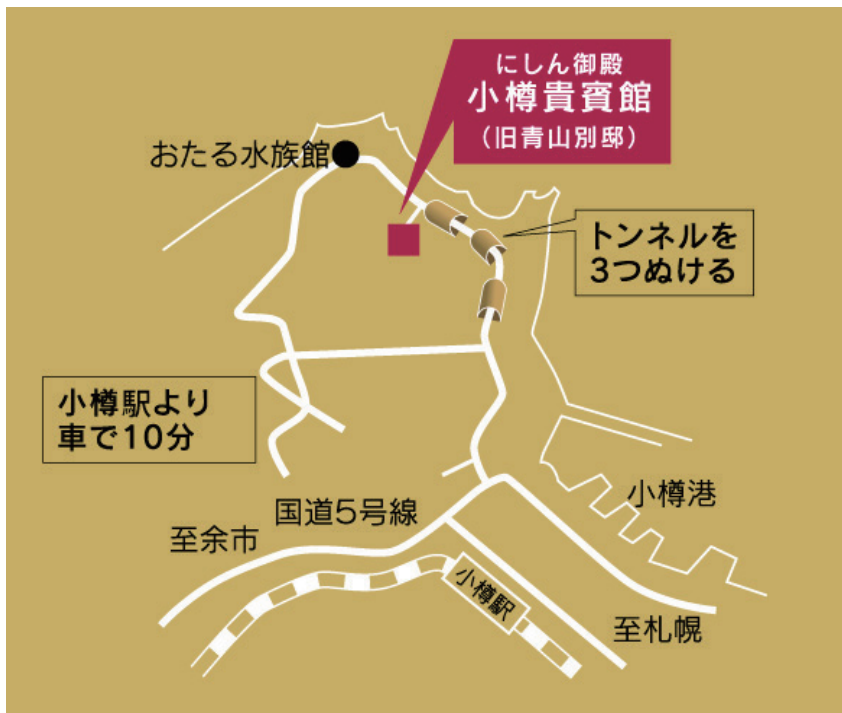 にしん御殿
小樽貴賓館
（旧青山別邸）
おたる水族館
トンネルを
3つぬける
小樽駅より
車で10分
小樽港
国道5号線
至余市
小樽駅
至札幌